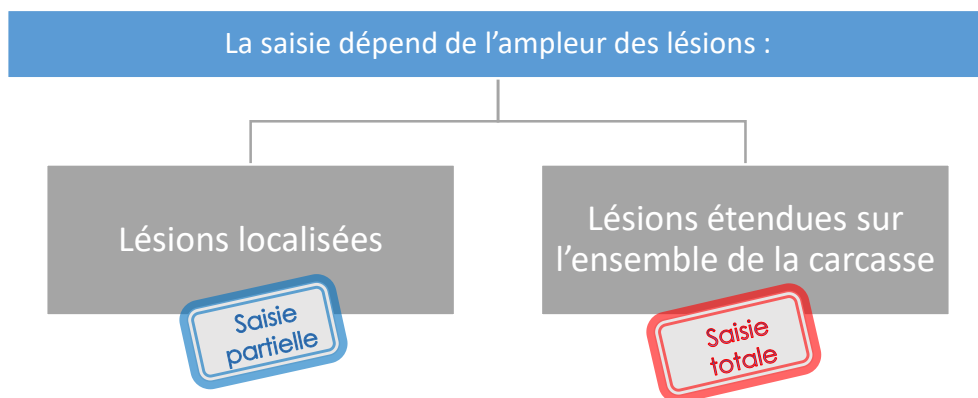 La saisie dépend de l'ampleur des lésions :
Lésions localisées
Saisie
partielle
Lésions étendues sur
l'ensemble de la carcasse
Saisie
totale